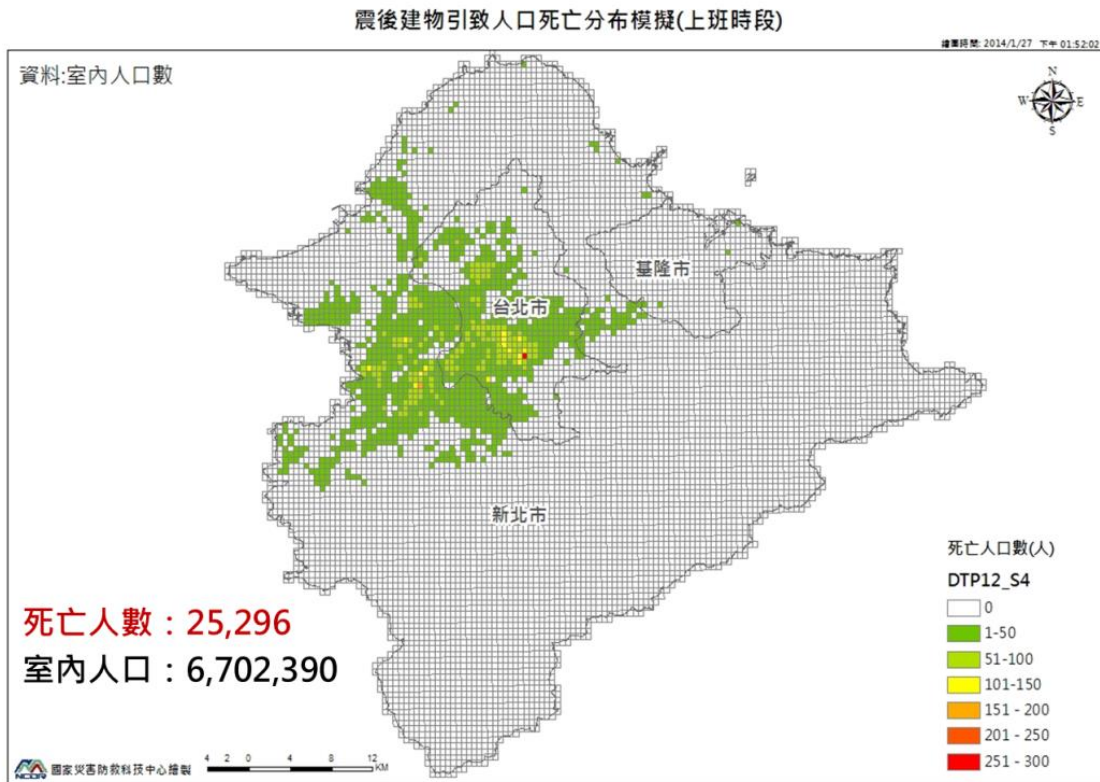 震後建物引致人口死亡分布模擬(上班時段)
繪圖時間: 2014/1/27 下午 01:52:02
資料:室內人口數
N
W
E
S
基隆市
台北市
新北市
死亡人數：25,296
室內人口：6,702,390
死亡人口數(人)
DTP12_S4
0
1-50
51-100
101-150
151 - 200
201 - 250
251 - 300
NCDR 國家災害防救科技中心繪製
4 2 0 4 8 12
KM